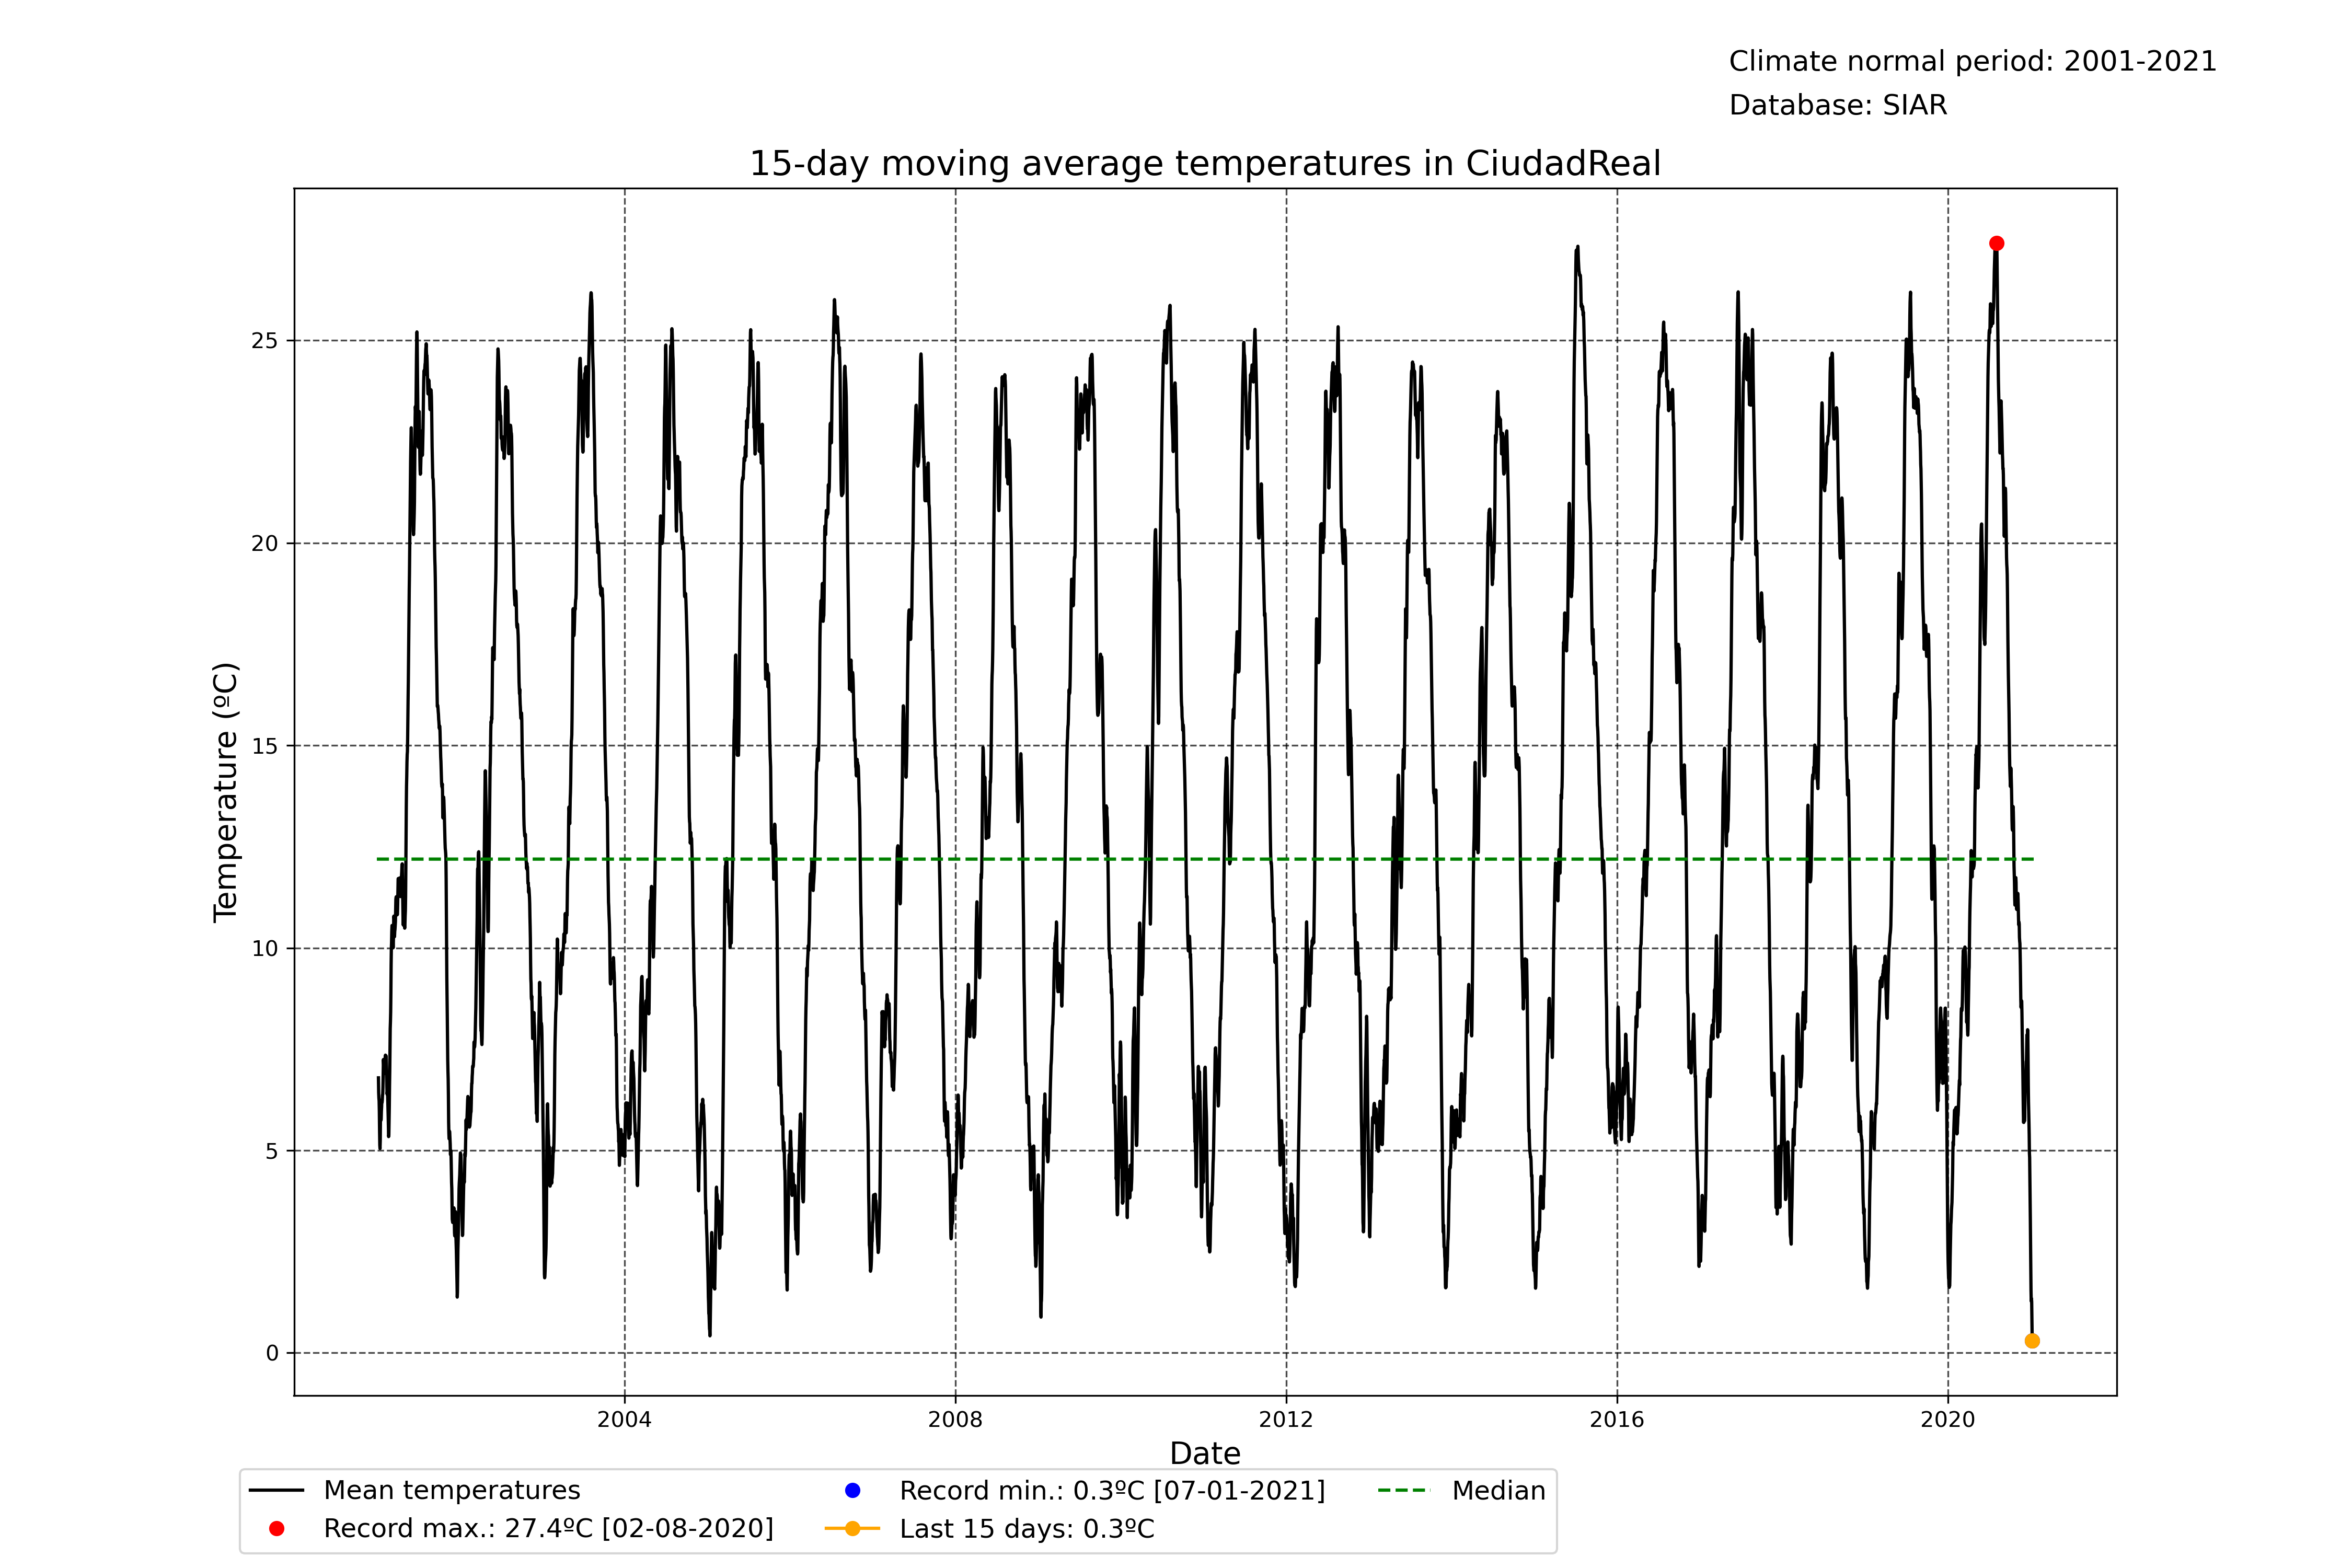 Climate normal period: 2001-2021
Database: SIAR
15-day moving average temperatures in CiudadReal
25
20
15
10
5
0
Temperature (ºC)
2004 2008 2012 2016 2020
Date
Mean temperatures
Record max.: 27.4ºC [02-08-2020]
Record min.: 0.3ºC [07-01-2021]
Last 15 days: 0.3ºC
Median